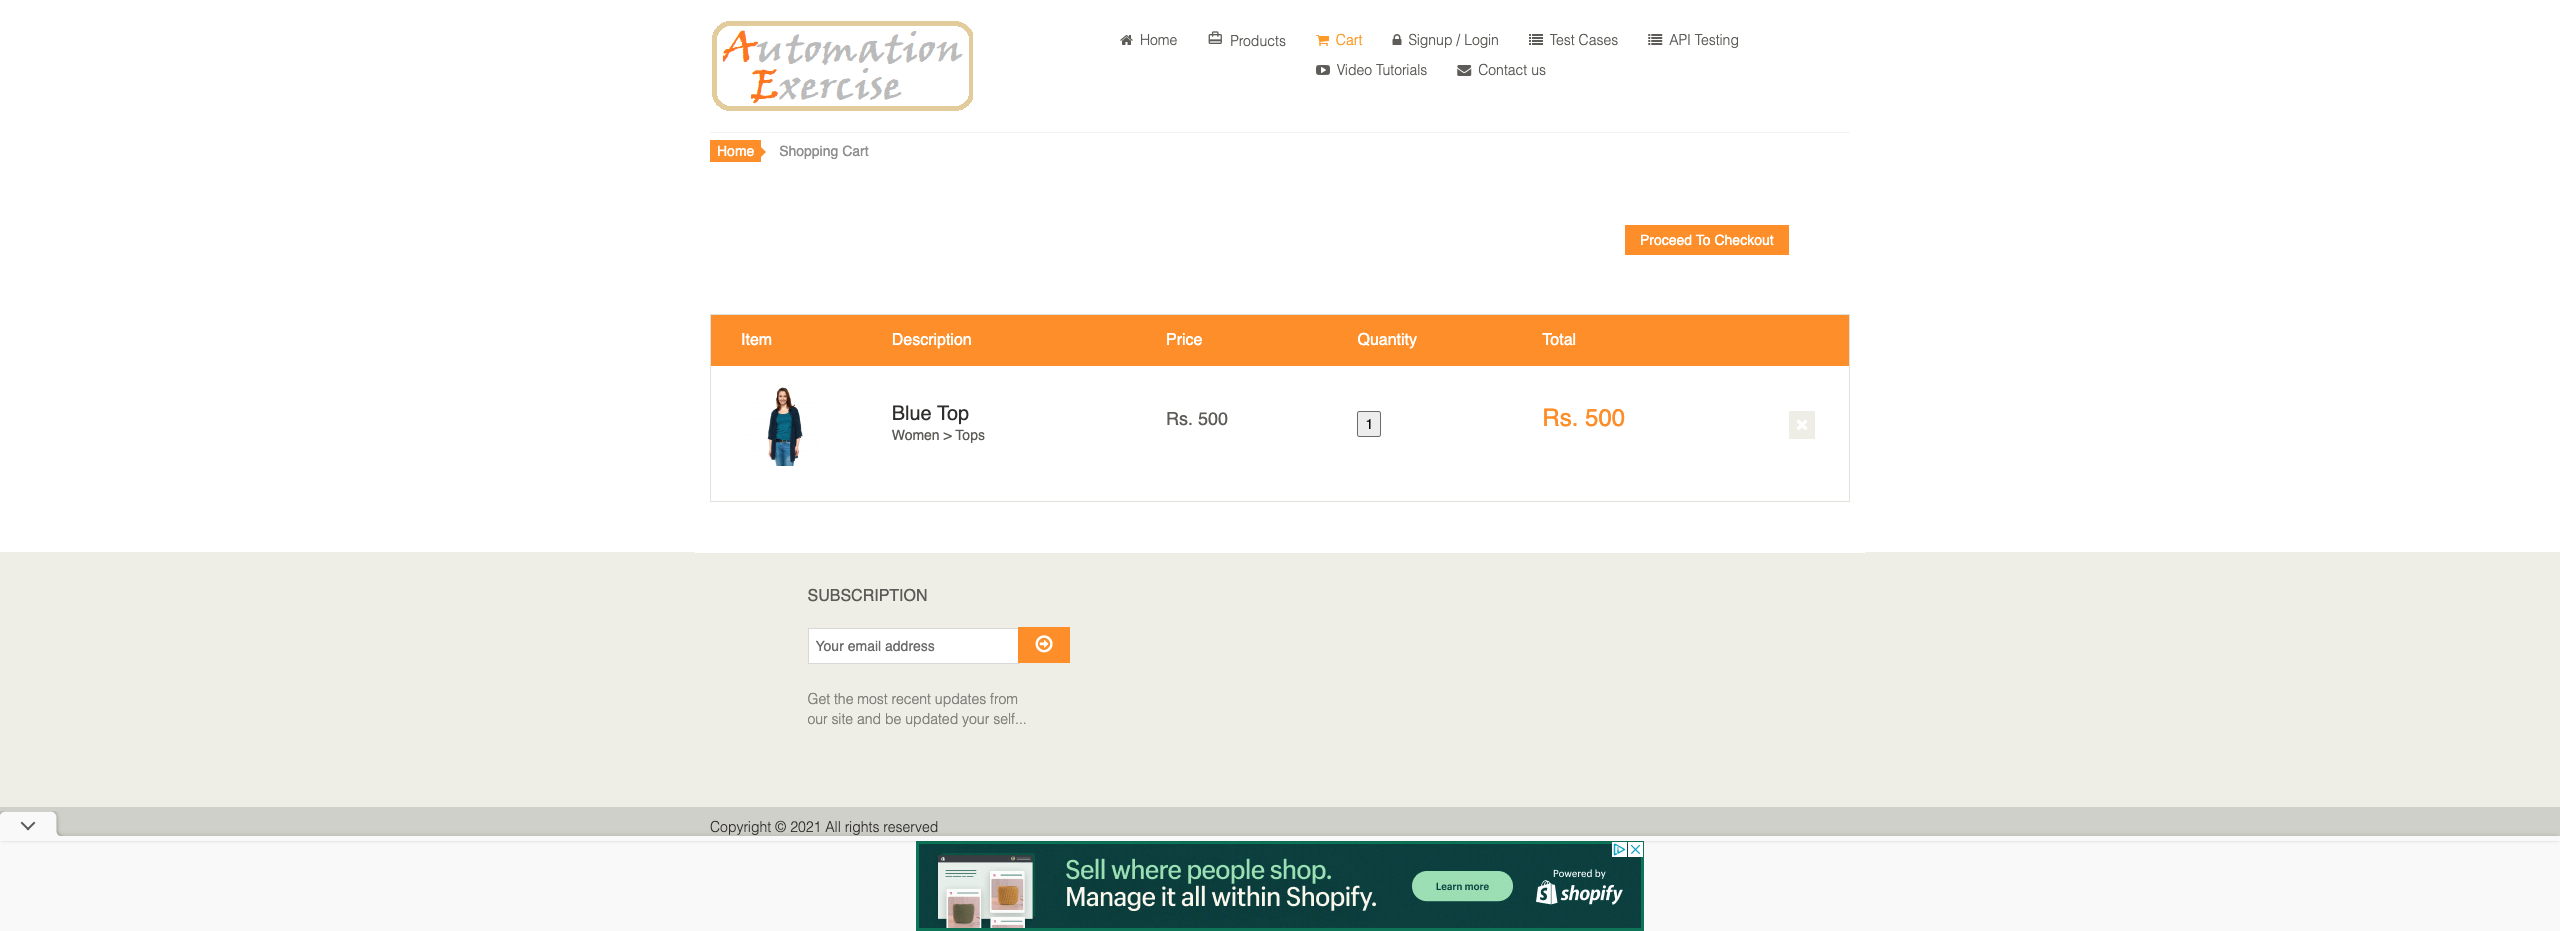 Automation
Exercise
Home Products Cart Signup / Login Test Cases API Testing
Video Tutorials Contact us
Home Shopping Cart
Proceed To Checkout
Item Description Price Quantity Total
Blue Top Rs. 500 1 Rs. 500
Women > Tops
SUBSCRIPTION
Your email address
Get the most recent updates from
our site and be updated your self...
Copyright © 2021 All rights reserved
Sell where people shop.
Manage it all within Shopify.
Learn more
Powered by
shopify